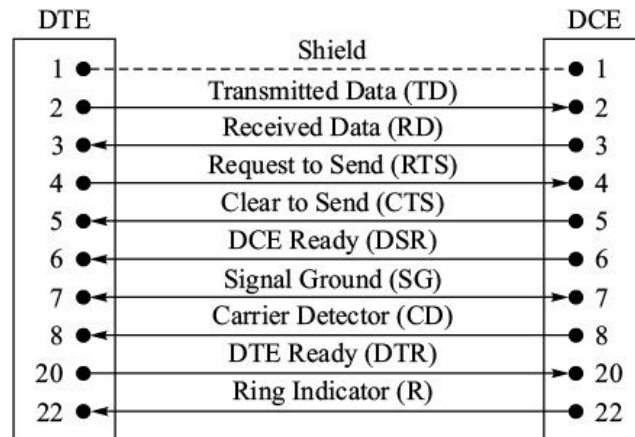 DTE DCE
1 Shield 1
2 Transmitted Data (TD) 2
3 Received Data (RD) 3
4 Request to Send (RTS) 4
5 Clear to Send (CTS) 5
6 DCE Ready (DSR) 6
7 Signal Ground (SG) 7
8 Carrier Detector (CD) 8
20 DTE Ready (DTR) 20
22 Ring Indicator (R) 22